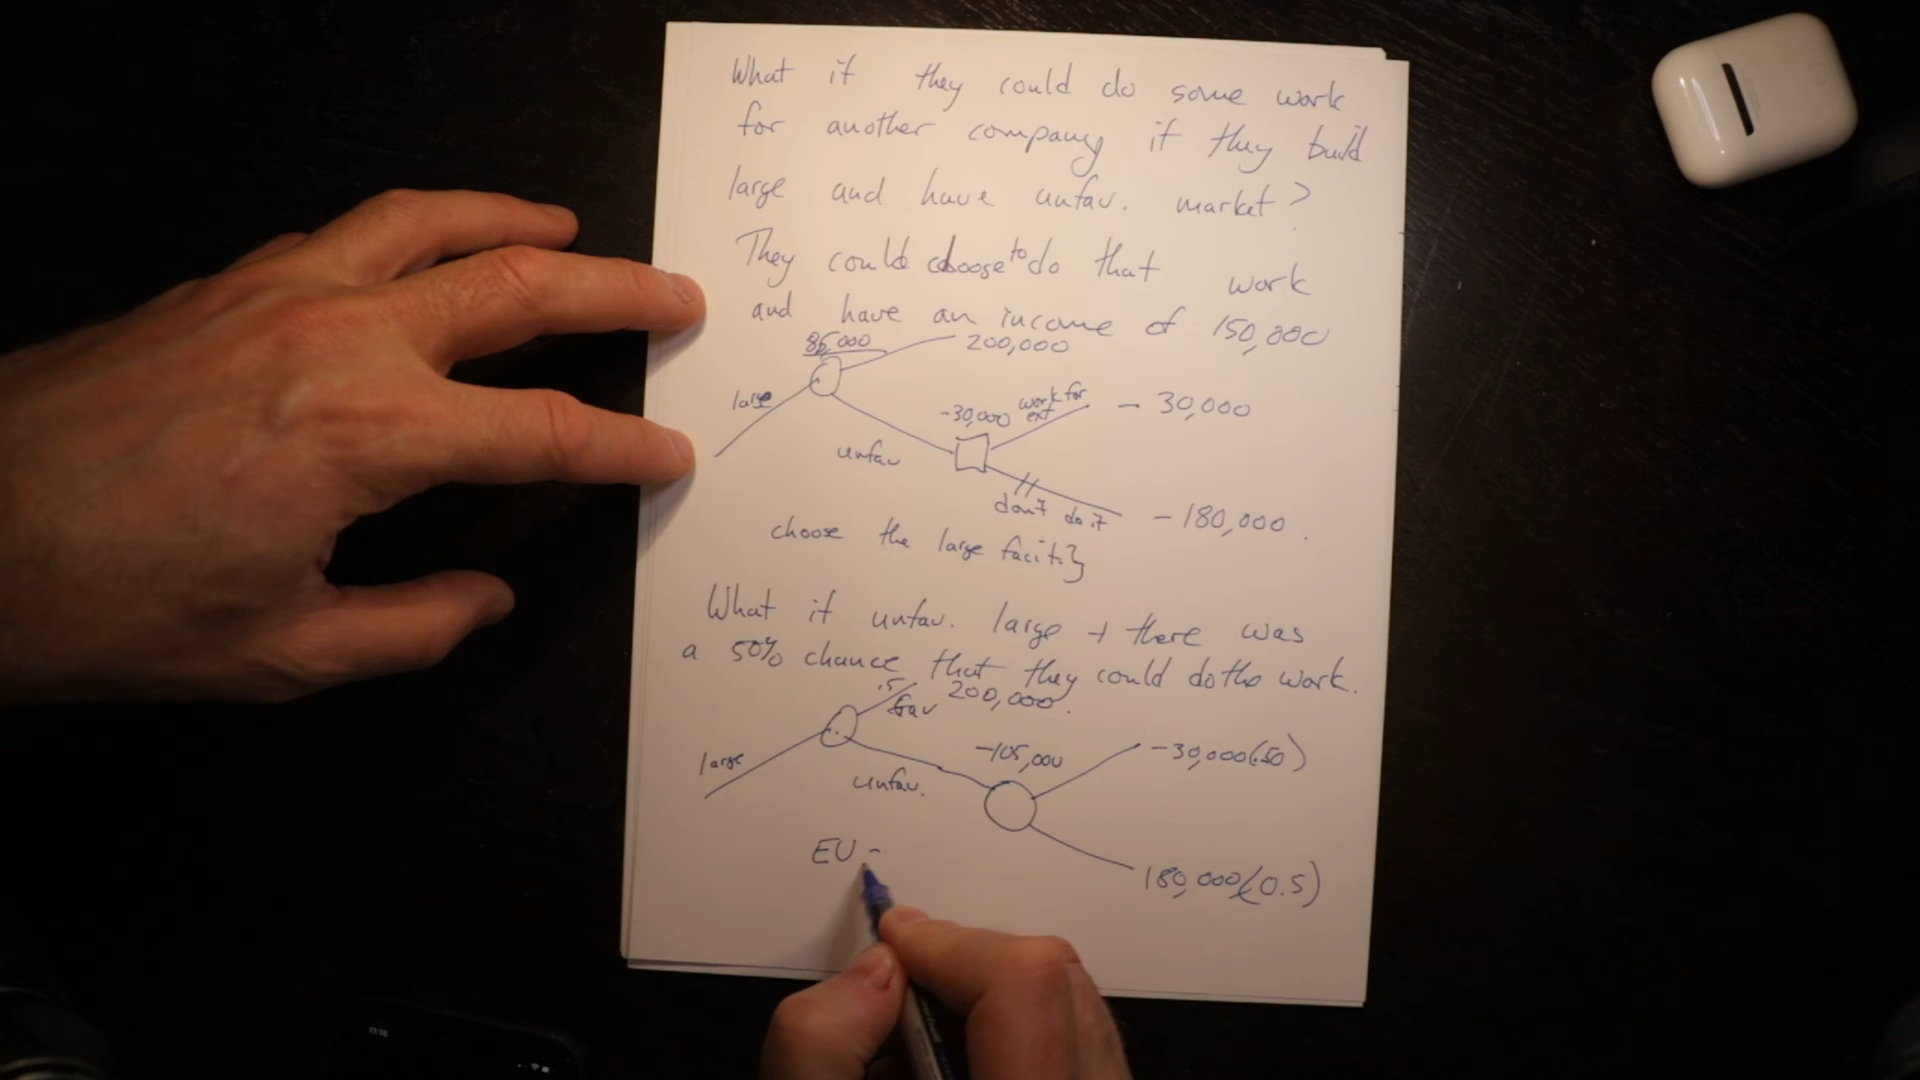 What if they could do some work
for another company if they build
large and have unfav. market?
They could choose to do that work
and have an income of 150,000
85,000
200,000
large
-30,000
work for
ext
- 30,000
unfav
don't do it
- 180,000.
choose the large facity
What if unfav. large + there was
a 50% chance that they could do the work.
.5
fav
200,000.
large
-105,000
-30,000(.50)
unfav.
EV -
180,000(0.5)
11:16